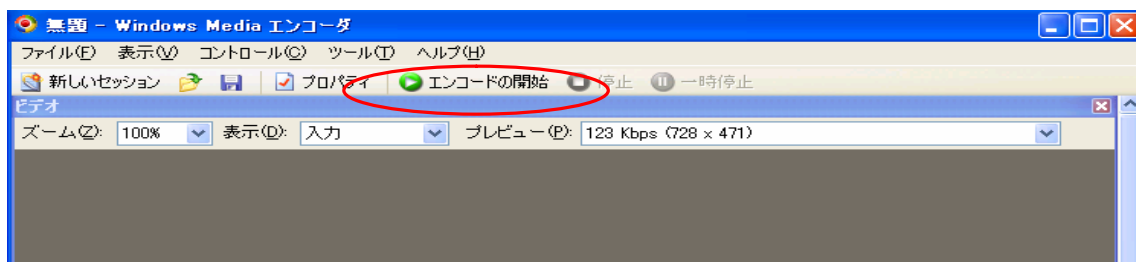 無題 - Windows Media エンコーダ
ファイル(F) 表示(V) コントロール(C) ツール(T) ヘルプ(H)
新しいセッション プロパティ エンコードの開始 停止 一時停止
ビデオ
ズーム(Z): 100% 表示(D): 入力 プレビュー(P): 123 Kbps (728 x 471)